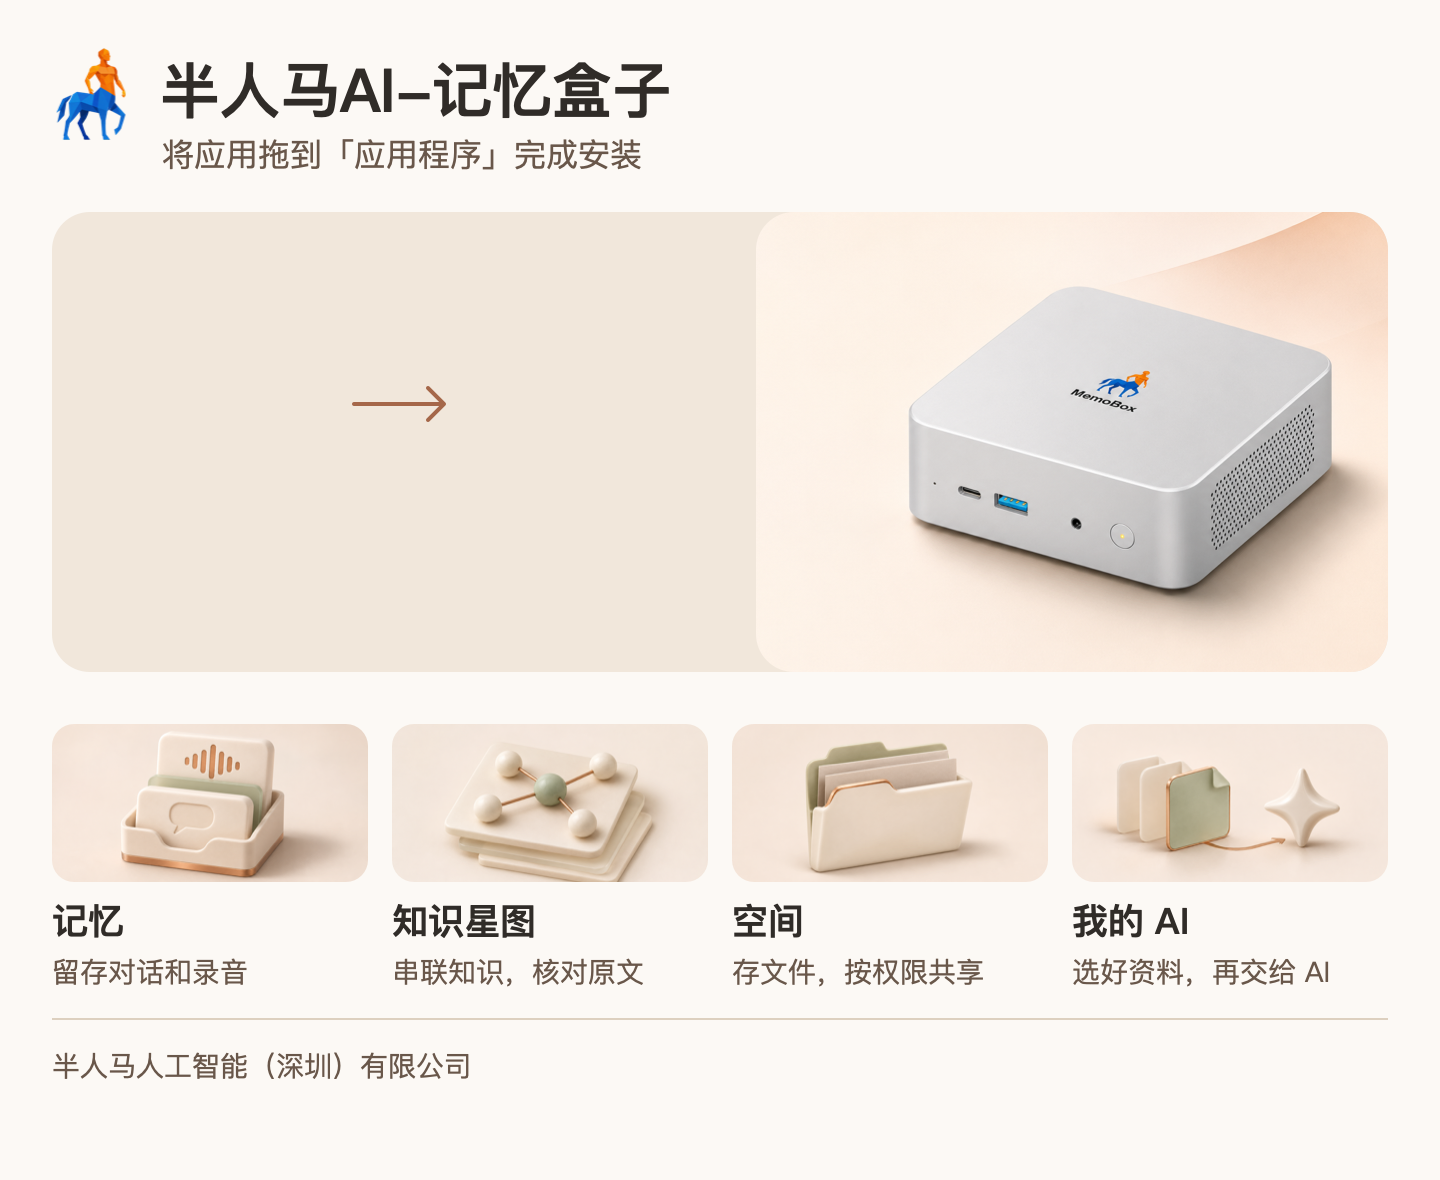 半人马AI–记忆盒子
将应用拖到「应用程序」完成安装
MemoBox
记忆
留存对话和录音
知识星图
串联知识，核对原文
空间
存文件，按权限共享
我的 AI
选好资料，再交给 AI
半人马人工智能（深圳）有限公司